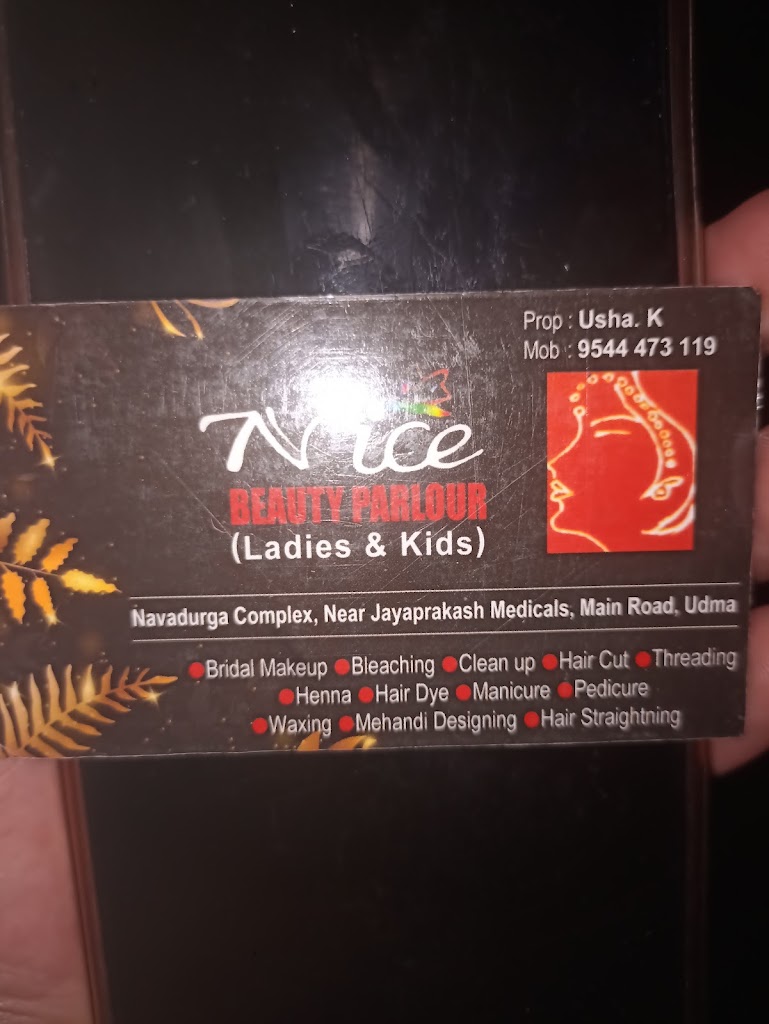 Prop : Usha. K
Mob : 9544 473 119
Nice
BEAUTY PARLOUR
(Ladies & Kids)
Navadurga Complex, Near Jayaprakash Medicals, Main Road, Udma
●Bridal Makeup ●Bleaching ●Clean up ●Hair Cut ●Threading
●Henna ●Hair Dye ●Manicure ●Pedicure
●Waxing ●Mehandi Designing ●Hair Straightning